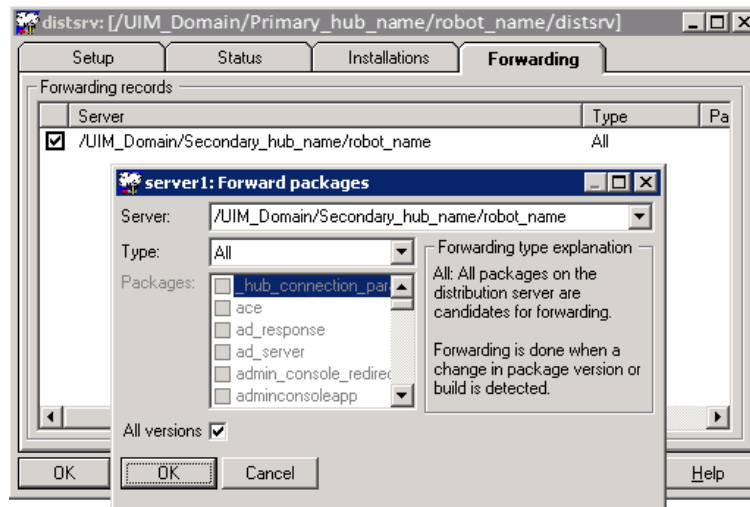 distsrv: [/UIM_Domain/Primary_hub_name/robot_name/distsrv]
Setup Status Installations Forwarding
Forwarding records
Server Type Pa
/UIM_Domain/Secondary_hub_name/robot_name All
server1: Forward packages
Server: /UIM_Domain/Secondary_hub_name/robot_name
Type: All
Packages:
_hub_connection_par
ace
ad_response
ad_server
admin_console_redirec
adminconsoleapp
Forwarding type explanation
All: All packages on the
distribution server are
candidates for forwarding.
Forwarding is done when a
change in package version or
build is detected.
All versions
OK OK Cancel Help